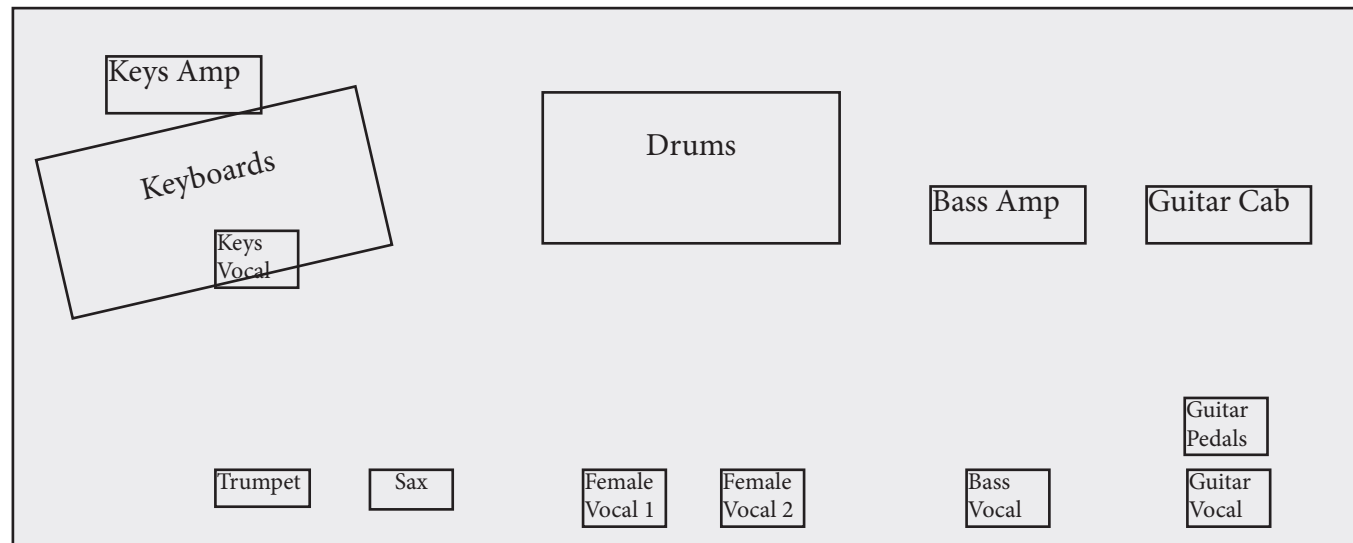 Keys Amp
Keyboards
Drums
Bass Amp
Guitar Cab
Keys
Vocal
Guitar
Pedals
Trumpet
Sax
Female
Vocal 1
Female
Vocal 2
Bass
Vocal
Guitar
Vocal